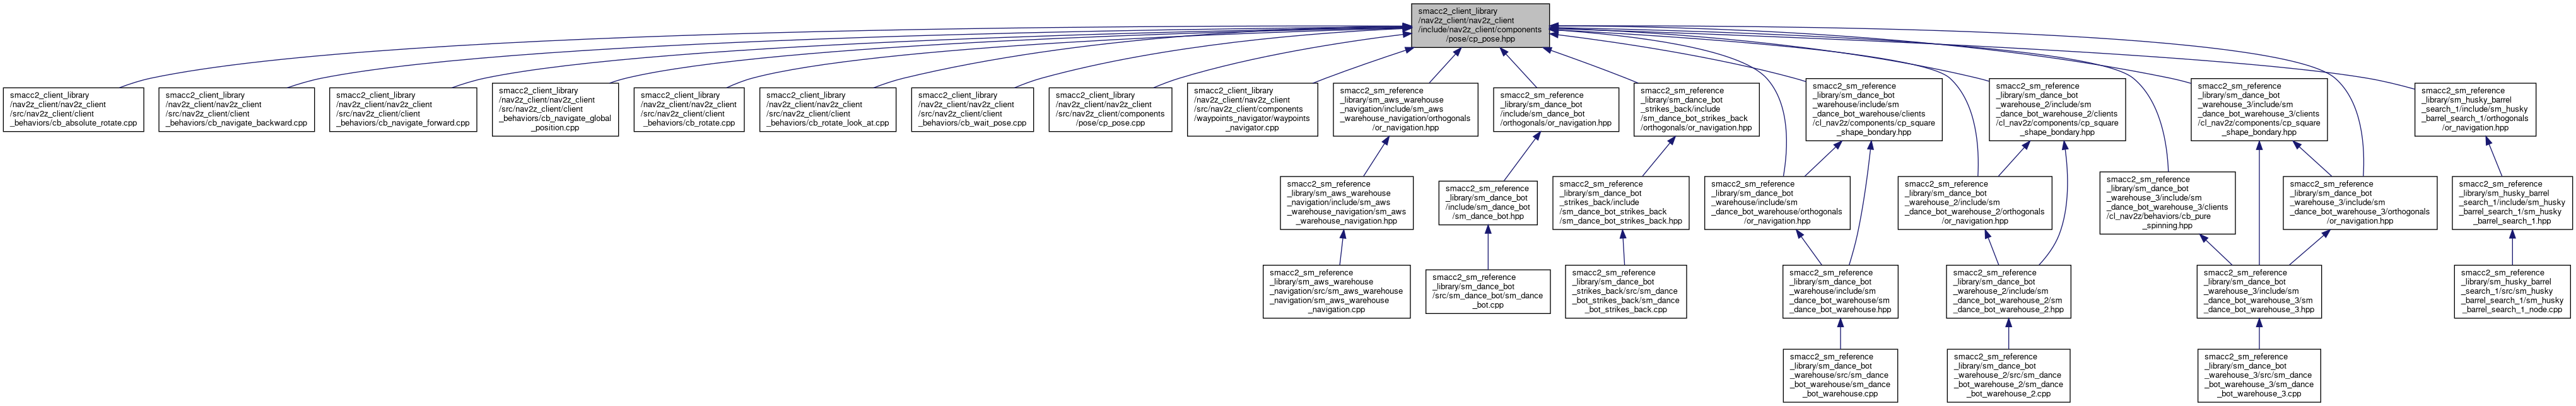 smacc2_client_library
/nav2z_client/nav2z_client
/include/nav2z_client/components
/pose/cp_pose.hpp
smacc2_client_library
/nav2z_client/nav2z_client
/src/nav2z_client/client
_behaviors/cb_absolute_rotate.cpp
smacc2_client_library
/nav2z_client/nav2z_client
/src/nav2z_client/client
_behaviors/cb_navigate_backward.cpp
smacc2_client_library
/nav2z_client/nav2z_client
/src/nav2z_client/client
_behaviors/cb_navigate_forward.cpp
smacc2_client_library
/nav2z_client/nav2z_client
/src/nav2z_client/client
_behaviors/cb_navigate_global
_position.cpp
smacc2_client_library
/nav2z_client/nav2z_client
/src/nav2z_client/client
_behaviors/cb_rotate.cpp
smacc2_client_library
/nav2z_client/nav2z_client
/src/nav2z_client/client
_behaviors/cb_rotate_look_at.cpp
smacc2_client_library
/nav2z_client/nav2z_client
/src/nav2z_client/client
_behaviors/cb_wait_pose.cpp
smacc2_client_library
/nav2z_client/nav2z_client
/src/nav2z_client/components
/pose/cp_pose.cpp
smacc2_client_library
/nav2z_client/nav2z_client
/src/nav2z_client/components
/waypoints_navigator/waypoints
_navigator.cpp
smacc2_sm_reference
_library/sm_aws_warehouse
_navigation/include/sm_aws
_warehouse_navigation/orthogonals
/or_navigation.hpp
smacc2_sm_reference
_library/sm_dance_bot
/include/sm_dance_bot
/orthogonals/or_navigation.hpp
smacc2_sm_reference
_library/sm_dance_bot
_strikes_back/include
/sm_dance_bot_strikes_back
/orthogonals/or_navigation.hpp
smacc2_sm_reference
_library/sm_dance_bot
_warehouse/include/sm
_dance_bot_warehouse/clients
/cl_nav2z/components/cp_square
_shape_bondary.hpp
smacc2_sm_reference
_library/sm_dance_bot
_warehouse_2/include/sm
_dance_bot_warehouse_2/clients
/cl_nav2z/components/cp_square
_shape_bondary.hpp
smacc2_sm_reference
_library/sm_dance_bot
_warehouse_3/include/sm
_dance_bot_warehouse_3/clients
/cl_nav2z/components/cp_square
_shape_bondary.hpp
smacc2_sm_reference
_library/sm_husky_barrel
_search_1/include/sm_husky
_barrel_search_1/orthogonals
/or_navigation.hpp
smacc2_sm_reference
_library/sm_aws_warehouse
_navigation/include/sm_aws
_warehouse_navigation/sm_aws
_warehouse_navigation.hpp
smacc2_sm_reference
_library/sm_dance_bot
/include/sm_dance_bot
/sm_dance_bot.hpp
smacc2_sm_reference
_library/sm_dance_bot
_strikes_back/include
/sm_dance_bot_strikes_back
/sm_dance_bot_strikes_back.hpp
smacc2_sm_reference
_library/sm_dance_bot
_warehouse/include/sm
_dance_bot_warehouse/orthogonals
/or_navigation.hpp
smacc2_sm_reference
_library/sm_dance_bot
_warehouse_2/include/sm
_dance_bot_warehouse_2/orthogonals
/or_navigation.hpp
smacc2_sm_reference
_library/sm_dance_bot
_warehouse_3/include/sm
_dance_bot_warehouse_3/clients
/cl_nav2z/behaviors/cb_pure
_spinning.hpp
smacc2_sm_reference
_library/sm_dance_bot
_warehouse_3/include/sm
_dance_bot_warehouse_3/orthogonals
/or_navigation.hpp
smacc2_sm_reference
_library/sm_husky_barrel
_search_1/include/sm_husky
_barrel_search_1/sm_husky
_barrel_search_1.hpp
smacc2_sm_reference
_library/sm_aws_warehouse
_navigation/src/sm_aws_warehouse
_navigation/sm_aws_warehouse
_navigation.cpp
smacc2_sm_reference
_library/sm_dance_bot
/src/sm_dance_bot/sm_dance
_bot.cpp
smacc2_sm_reference
_library/sm_dance_bot
_strikes_back/src/sm_dance
_bot_strikes_back/sm_dance
_bot_strikes_back.cpp
smacc2_sm_reference
_library/sm_dance_bot
_warehouse/include/sm
_dance_bot_warehouse/sm
_dance_bot_warehouse.hpp
smacc2_sm_reference
_library/sm_dance_bot
_warehouse_2/include/sm
_dance_bot_warehouse_2/sm
_dance_bot_warehouse_2.hpp
smacc2_sm_reference
_library/sm_dance_bot
_warehouse_3/include/sm
_dance_bot_warehouse_3/sm
_dance_bot_warehouse_3.hpp
smacc2_sm_reference
_library/sm_husky_barrel
_search_1/src/sm_husky
_barrel_search_1/sm_husky
_barrel_search_1_node.cpp
smacc2_sm_reference
_library/sm_dance_bot
_warehouse/src/sm_dance
_bot_warehouse/sm_dance
_bot_warehouse.cpp
smacc2_sm_reference
_library/sm_dance_bot
_warehouse_2/src/sm_dance
_bot_warehouse_2/sm_dance
_bot_warehouse_2.cpp
smacc2_sm_reference
_library/sm_dance_bot
_warehouse_3/src/sm_dance
_bot_warehouse_3/sm_dance
_bot_warehouse_3.cpp